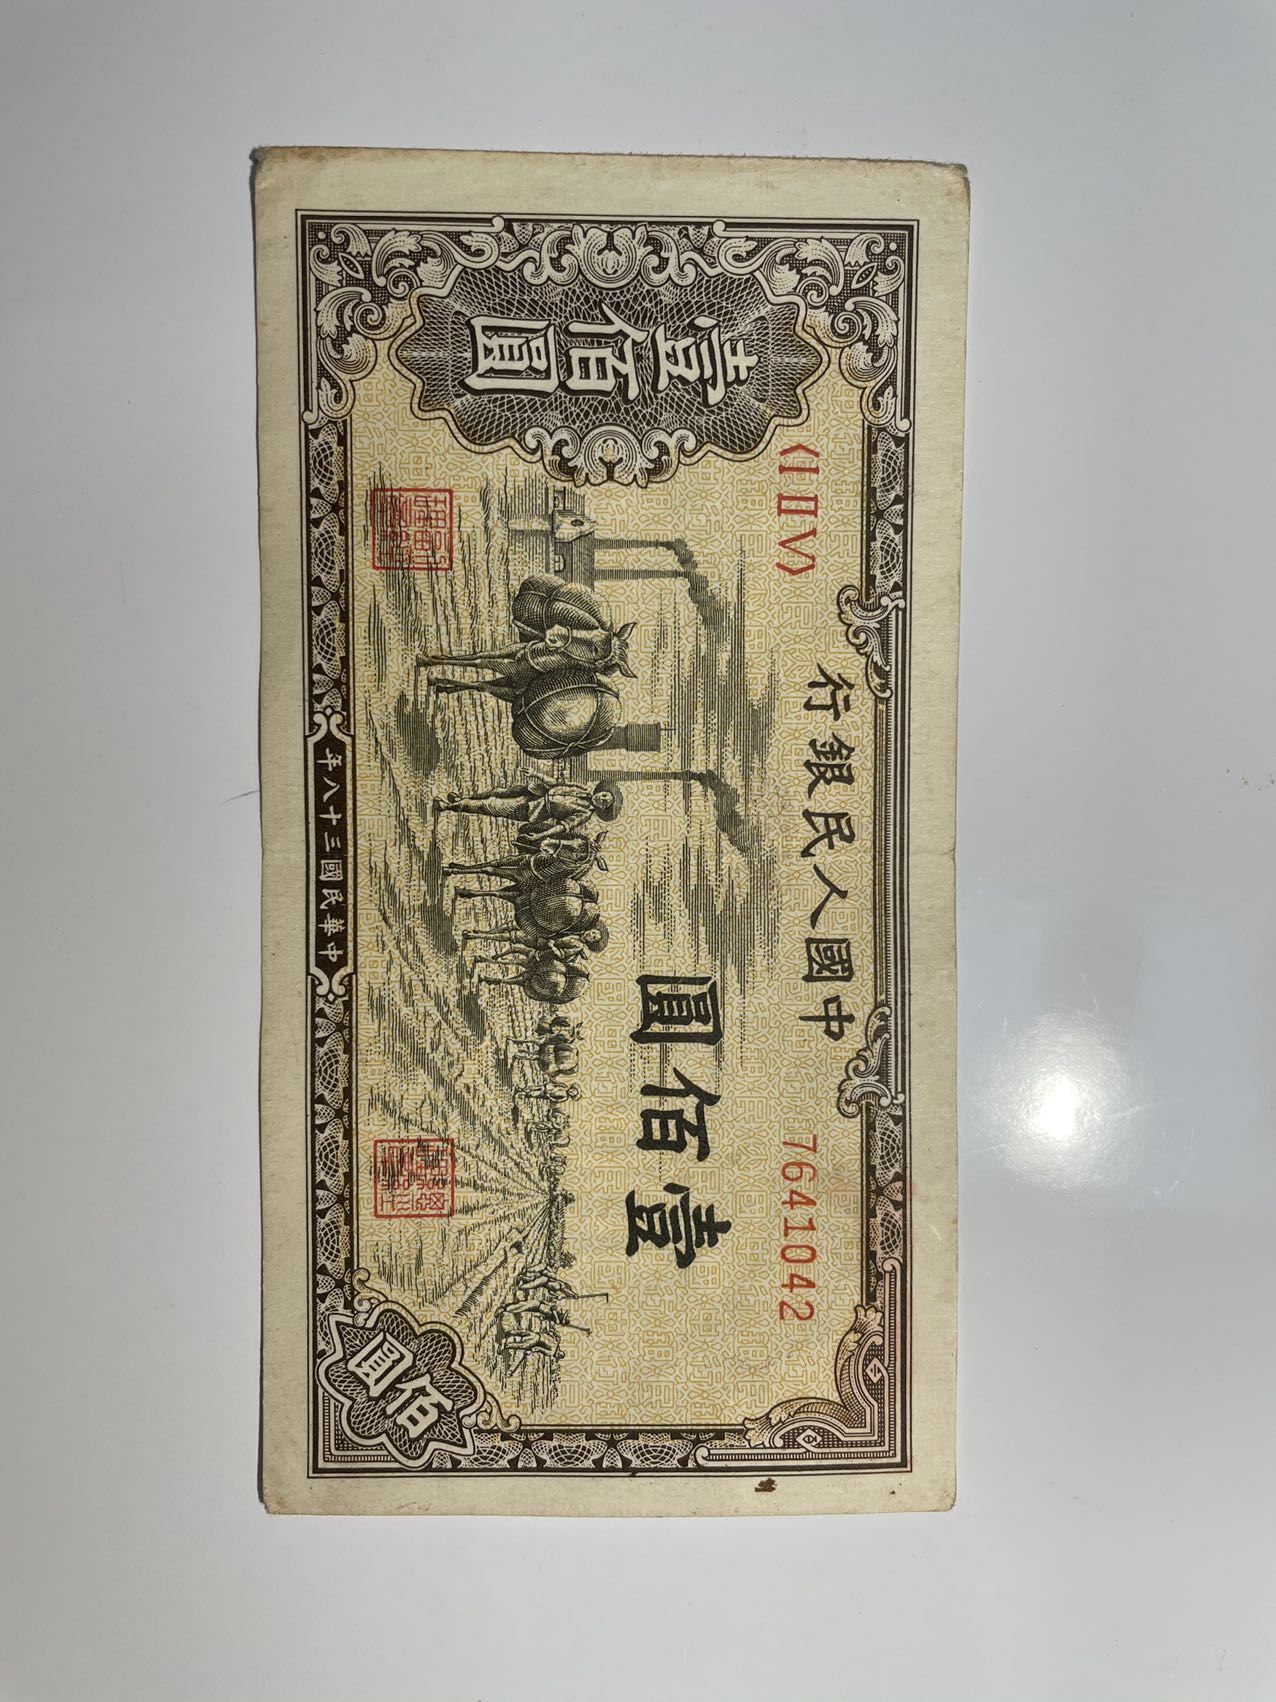 行銀民人國中
〈I II V〉
7641042
壹佰圓
圓佰壹
佰圓
年八十三國民華中